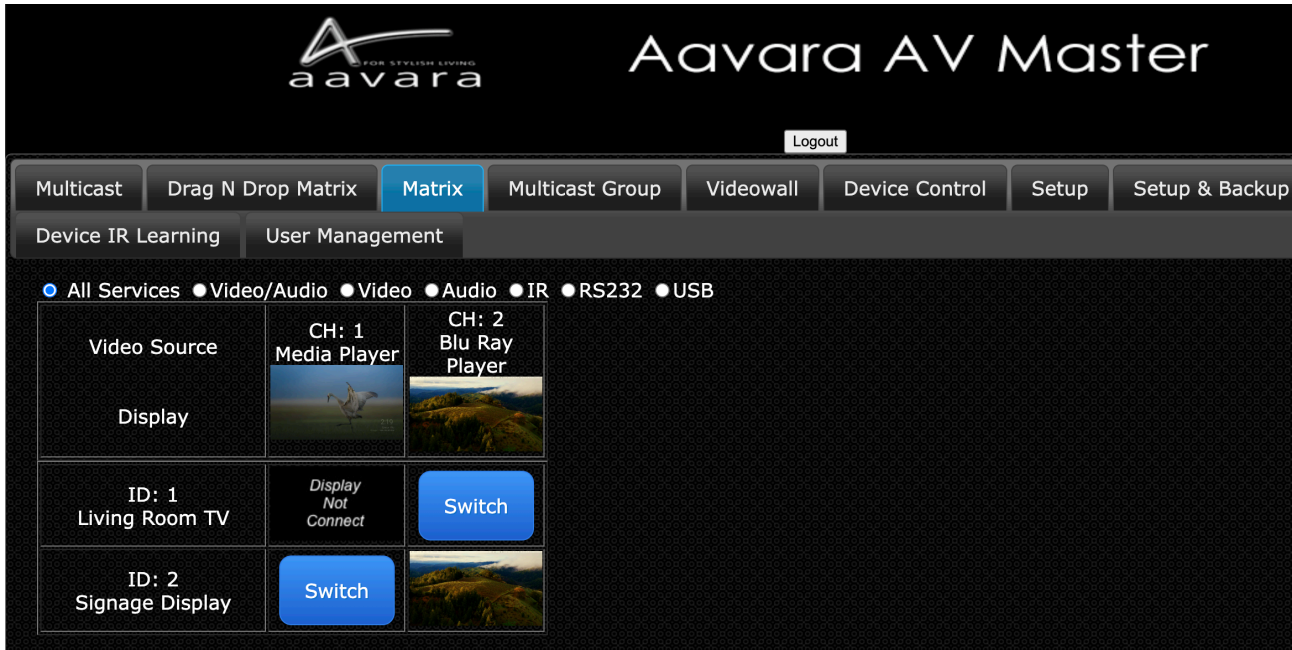 FOR STYLISH LIVING
aavara
Aavara AV Master
Logout
Multicast
Drag N Drop Matrix
Matrix
Multicast Group
Videowall
Device Control
Setup
Setup & Backup
Device IR Learning
User Management
All Services Video/Audio Video Audio IR RS232 USB
Video Source
Display
CH: 1
Media Player
CH: 2
Blu Ray
Player
ID: 1
Living Room TV
Display
Not
Connect
Switch
ID: 2
Signage Display
Switch